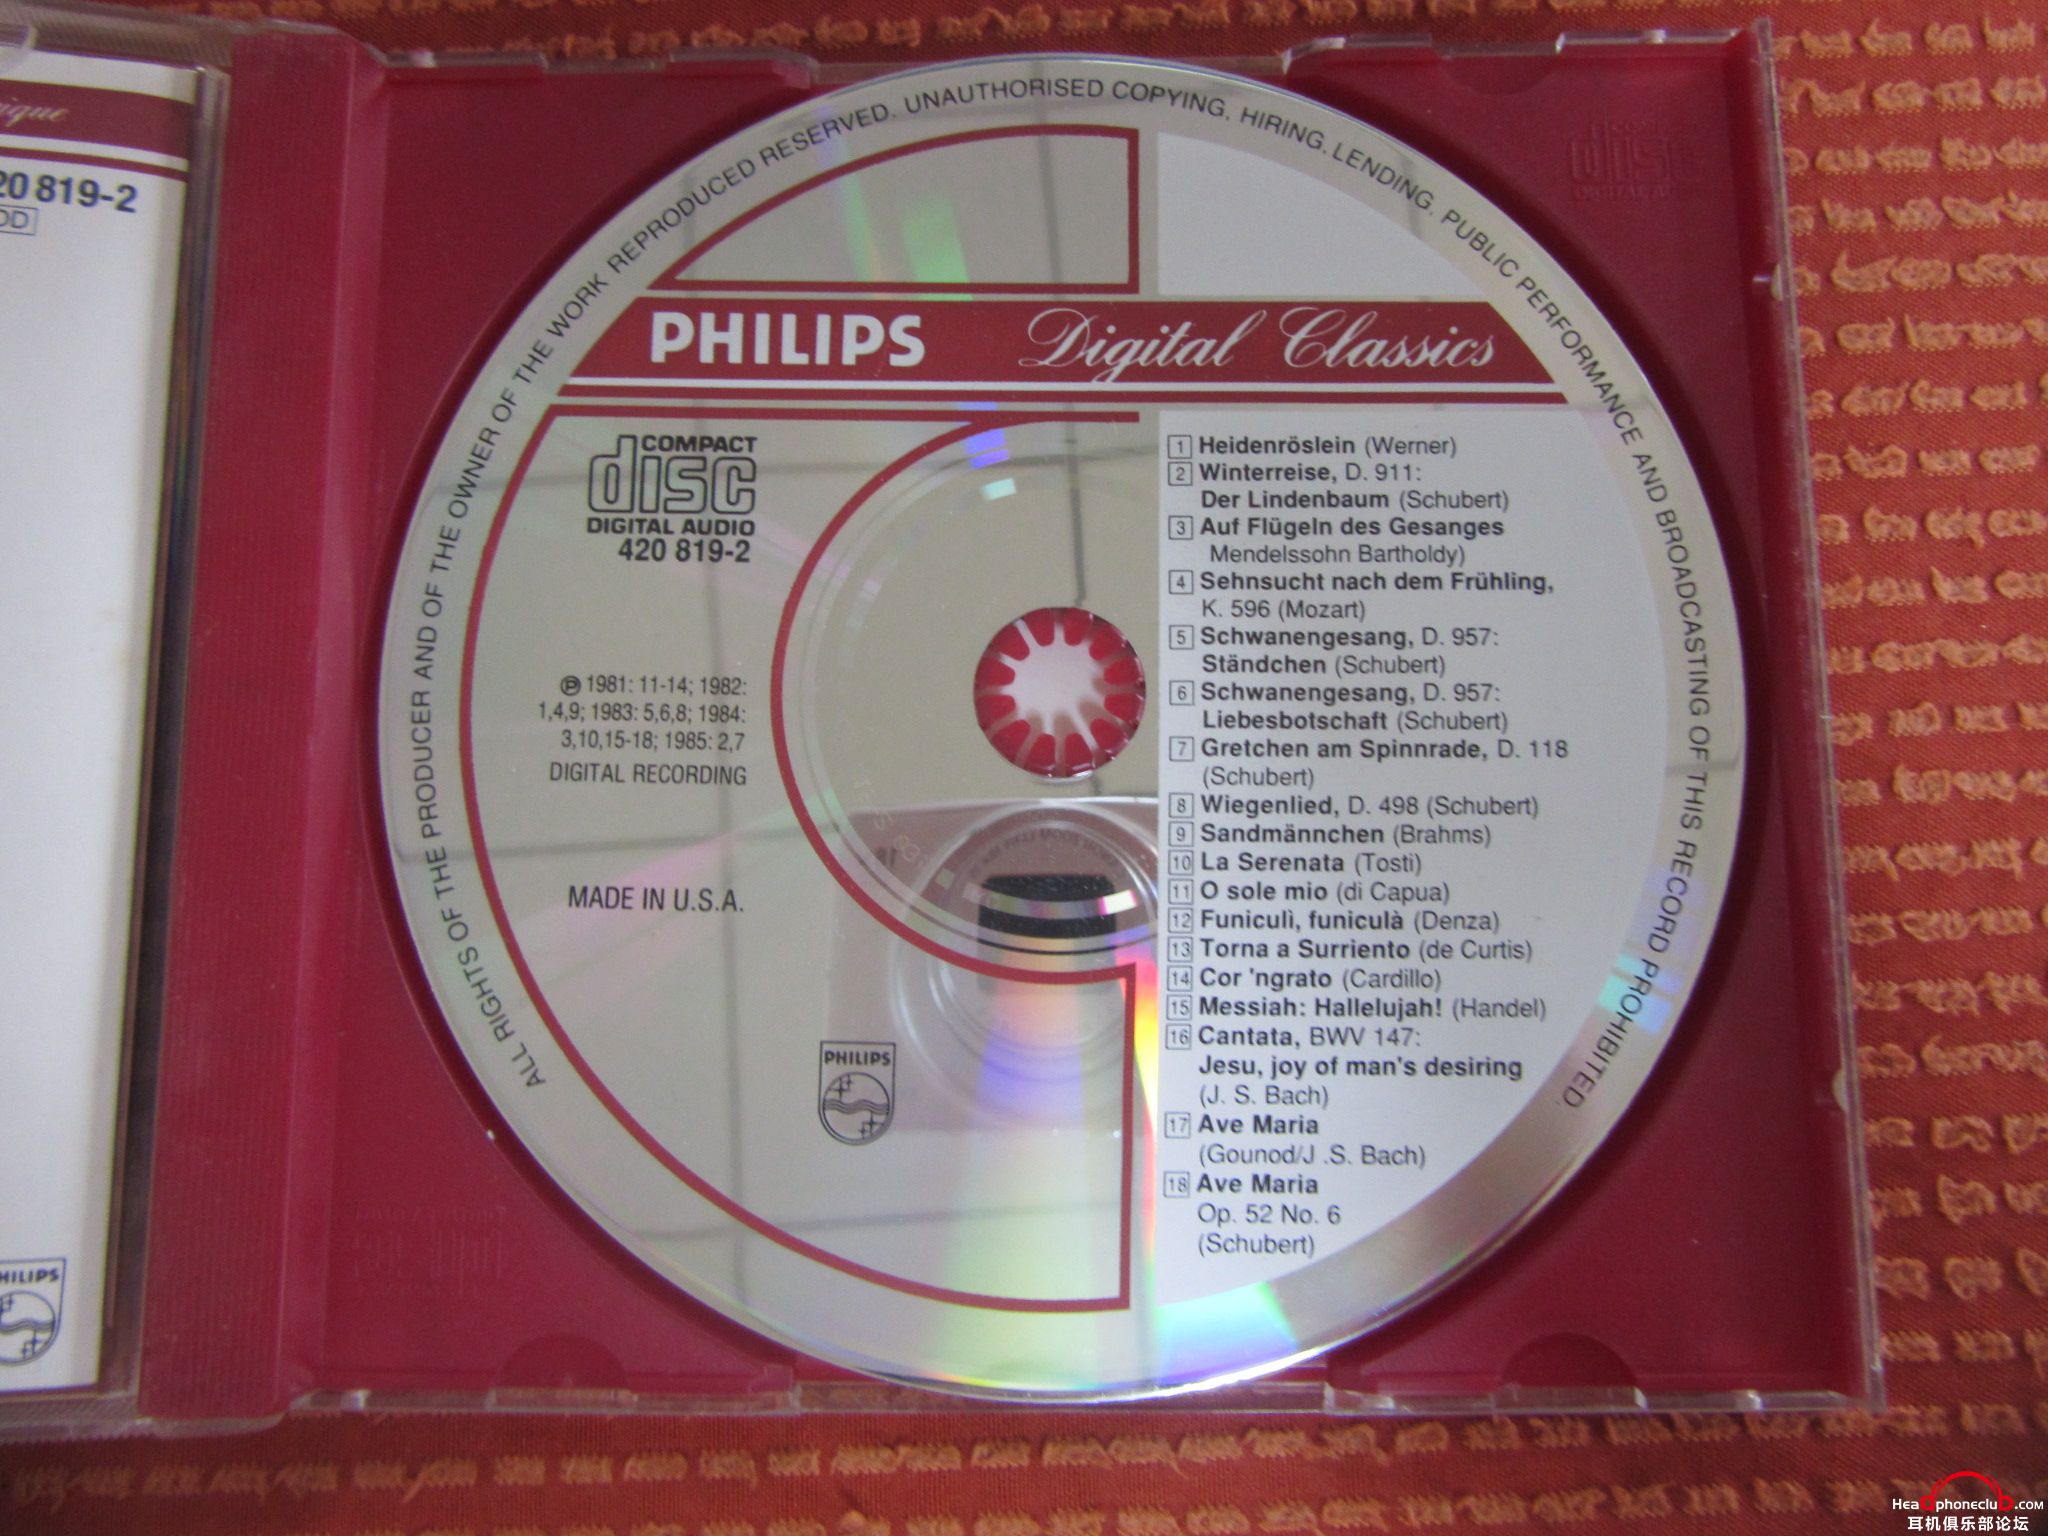 ique
20 819-2
DD
PHILIPS
ALL RIGHTS OF THE PRODUCER AND OF THE OWNER OF THE WORK REPRODUCED RESERVED. UNAUTHORISED COPYING, HIRING, LENDING, PUBLIC PERFORMANCE AND BROADCASTING OF THIS RECORD PROHIBITED.
PHILIPS Digital Classics
COMPACT
disc
DIGITAL AUDIO
420 819-2
℗ 1981: 11-14; 1982:
1,4,9; 1983: 5,6,8; 1984:
3,10,15-18; 1985: 2,7
DIGITAL RECORDING
MADE IN U.S.A.
PHILIPS
1 Heidenröslein (Werner)
2 Winterreise, D. 911:
Der Lindenbaum (Schubert)
3 Auf Flügeln des Gesanges
Mendelssohn Bartholdy)
4 Sehnsucht nach dem Frühling,
K. 596 (Mozart)
5 Schwanengesang, D. 957:
Ständchen (Schubert)
6 Schwanengesang, D. 957:
Liebesbotschaft (Schubert)
7 Gretchen am Spinnrade, D. 118
(Schubert)
8 Wiegenlied, D. 498 (Schubert)
9 Sandmännchen (Brahms)
10 La Serenata (Tosti)
11 O sole mio (di Capua)
12 Funiculì, funiculà (Denza)
13 Torna a Surriento (de Curtis)
14 Cor 'ngrato (Cardillo)
15 Messiah: Hallelujah! (Handel)
16 Cantata, BWV 147:
Jesu, joy of man's desiring
(J. S. Bach)
17 Ave Maria
(Gounod/J .S. Bach)
18 Ave Maria
Op. 52 No. 6
(Schubert)
Headphoneclub.com
耳机俱乐部论坛